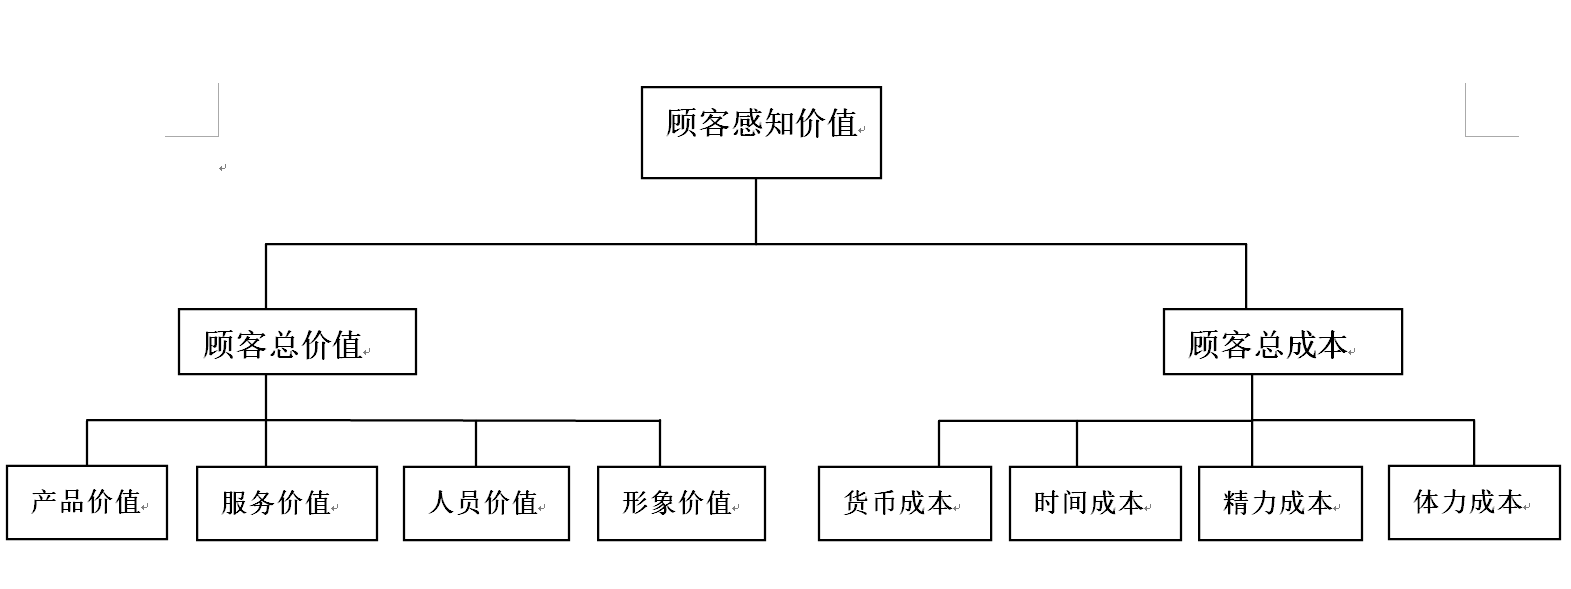 顾客感知价值
顾客总价值
顾客总成本
产品价值
服务价值
人员价值
形象价值
货币成本
时间成本
精力成本
体力成本